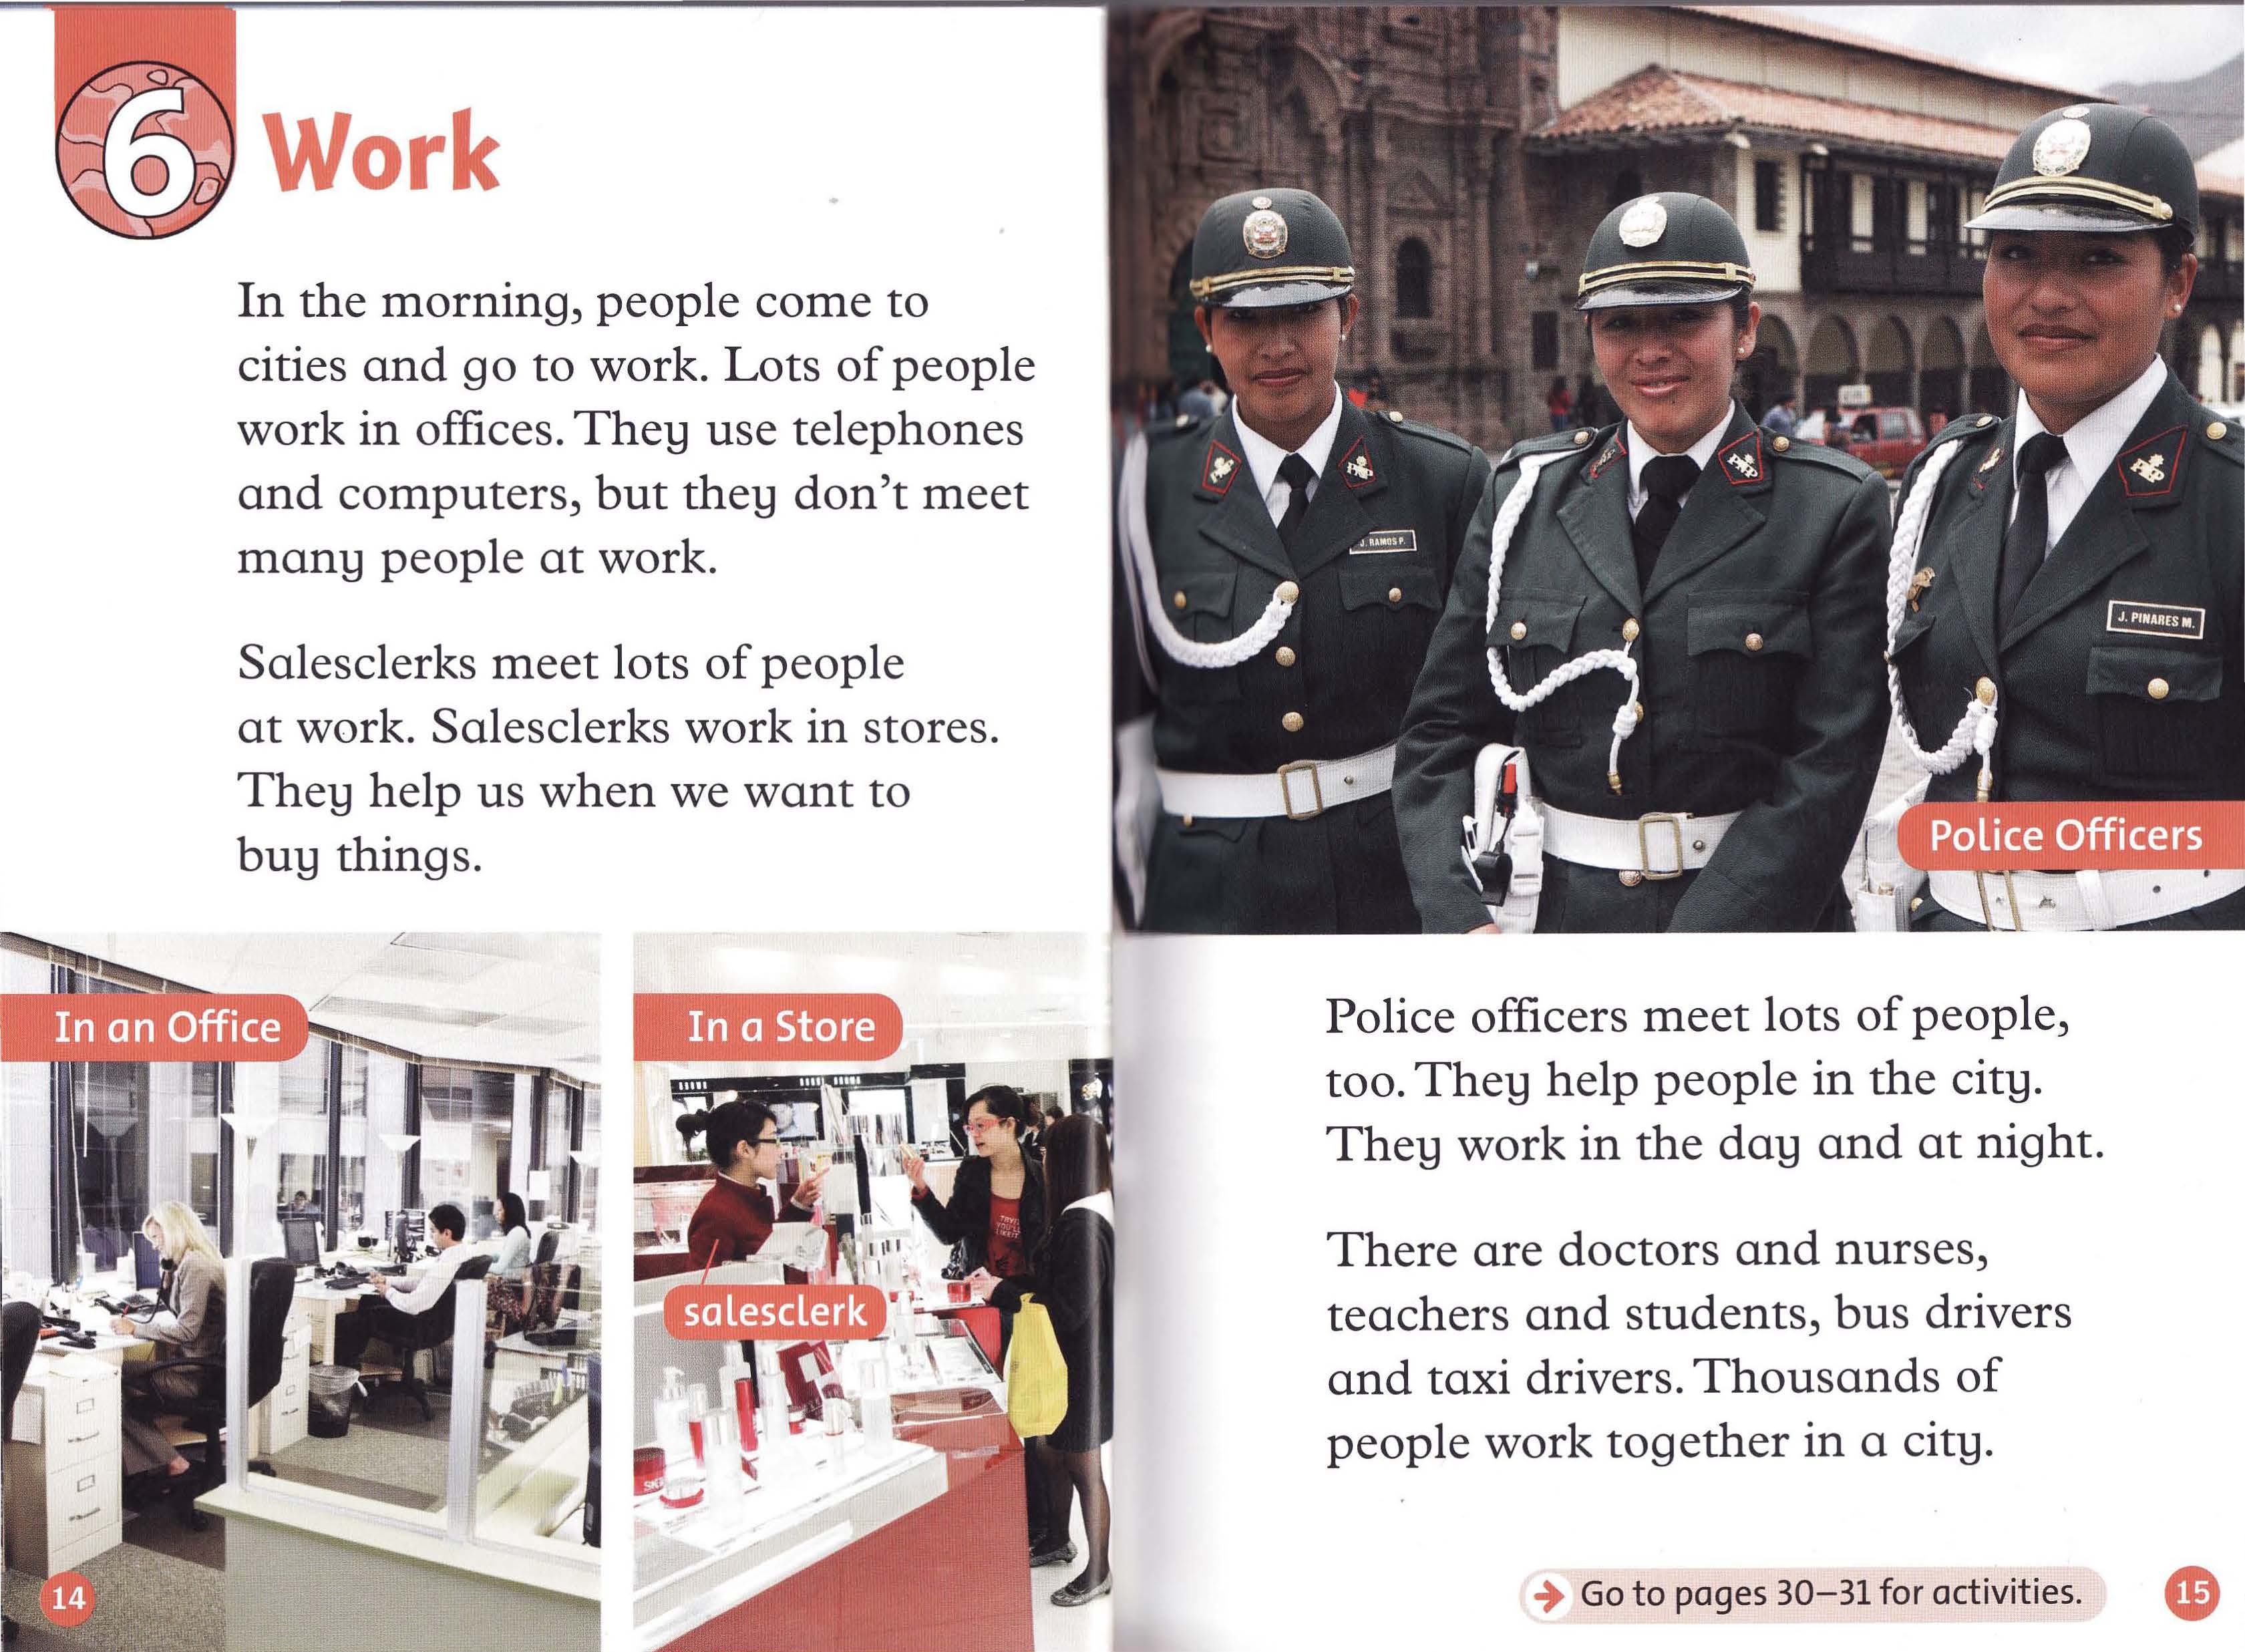 6 Work
In the morning, people come to
cities and go to work. Lots of people
work in offices. They use telephones
and computers, but they don't meet
many people at work.
Salesclerks meet lots of people
at work. Salesclerks work in stores.
They help us when we want to
buy things.
In an Office
In a Store
salesclerk
14
J. RAMOS P.
J. PINARES M.
Police Officers
Police officers meet lots of people,
too. They help people in the city.
They work in the day and at night.
There are doctors and nurses,
teachers and students, bus drivers
and taxi drivers. Thousands of
people work together in a city.
Go to pages 30–31 for activities.
15